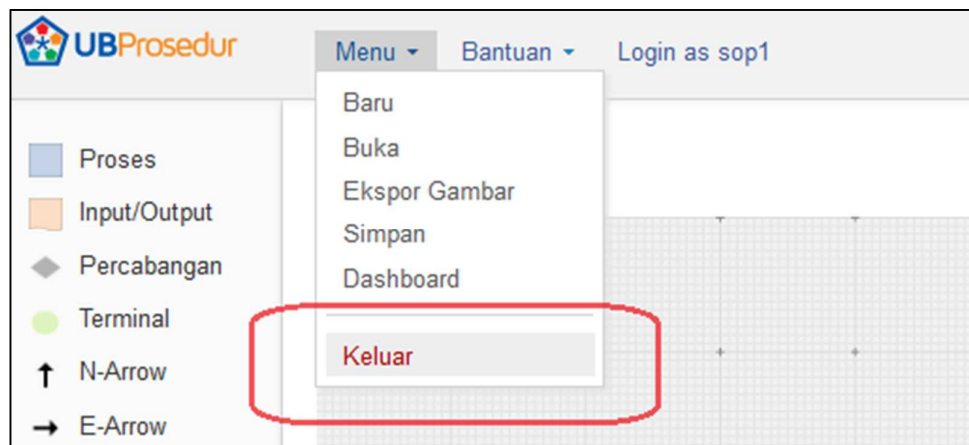 UBProsedur
Menu
Bantuan
Login as sop1
Baru
Buka
Ekspor Gambar
Simpan
Dashboard
Keluar
Proses
Input/Output
Percabangan
Terminal
N-Arrow
E-Arrow